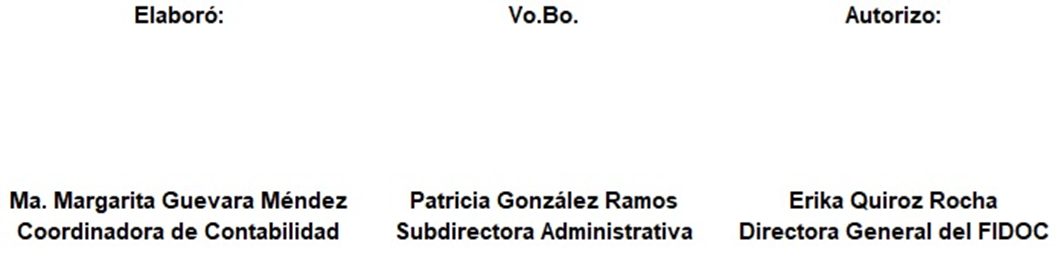 Elaboró: Vo.Bo. Autorizo:
Ma. Margarita Guevara Méndez Patricia González Ramos Erika Quiroz Rocha
Coordinadora de Contabilidad Subdirectora Administrativa Directora General del FIDOC